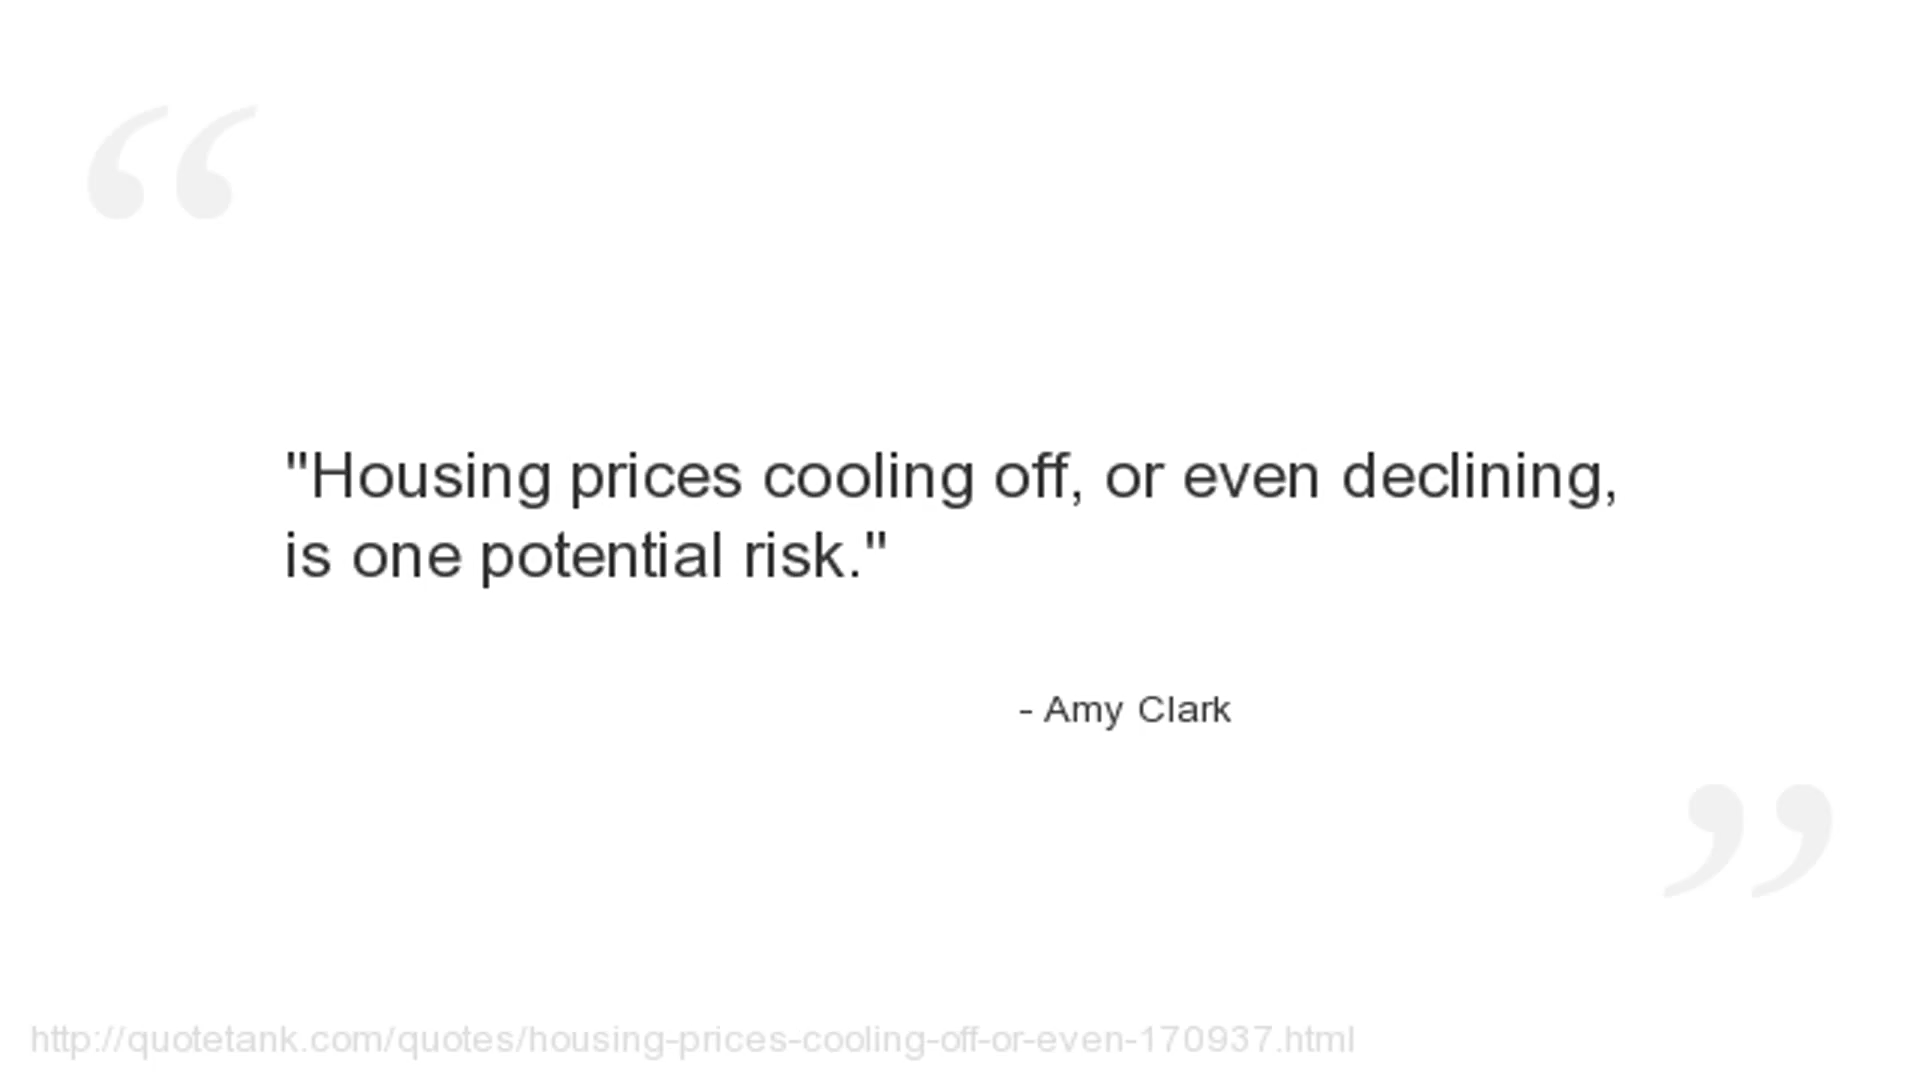 "Housing prices cooling off, or even declining,
is one potential risk."
- Amy Clark
http://quotetank.com/quotes/housing-prices-cooling-off-or-even-170937.html